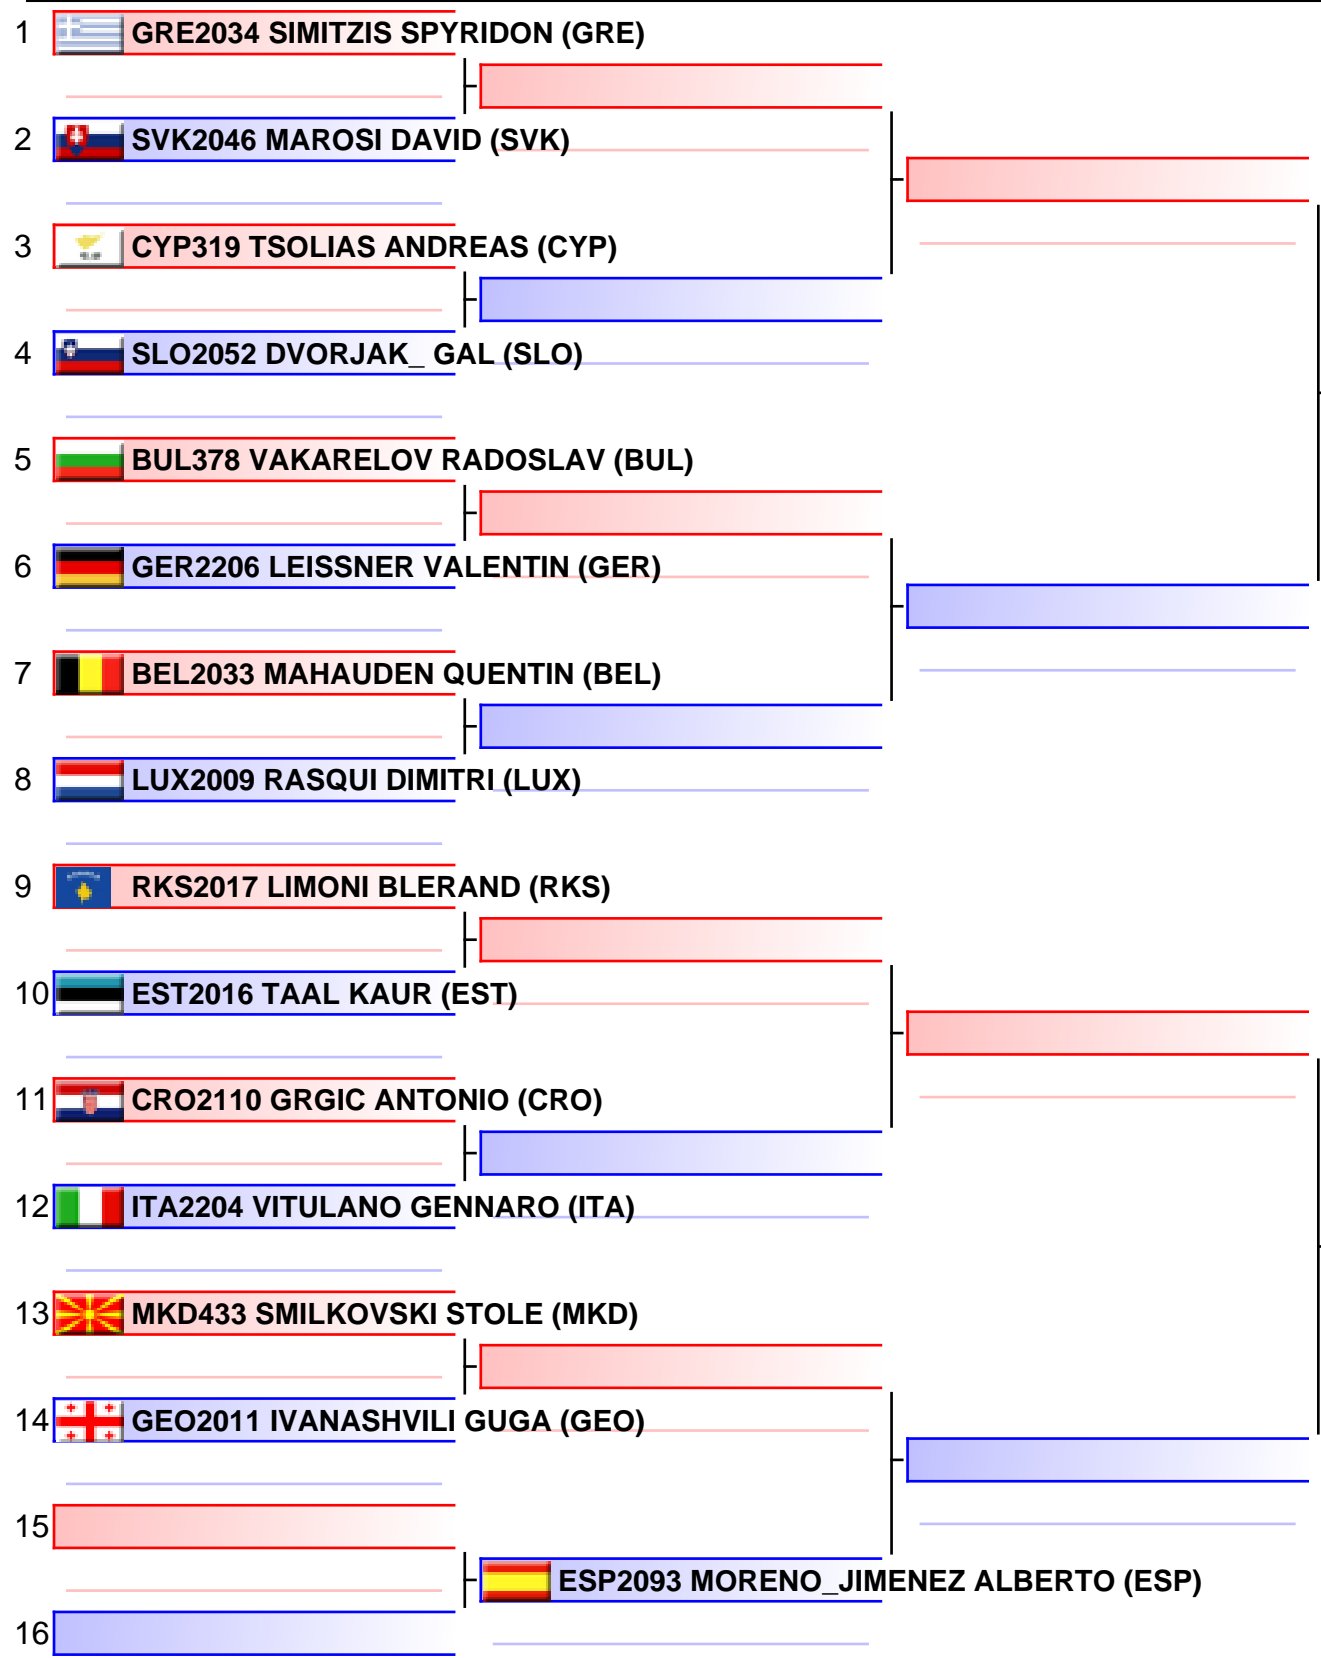 1 GRE2034 SIMITZIS SPYRIDON (GRE)
2 SVK2046 MAROSI DAVID (SVK)
3 CYP319 TSOLIAS ANDREAS (CYP)
4 SLO2052 DVORJAK_ GAL (SLO)
5 BUL378 VAKARELOV RADOSLAV (BUL)
6 GER2206 LEISSNER VALENTIN (GER)
7 BEL2033 MAHAUDEN QUENTIN (BEL)
8 LUX2009 RASQUI DIMITRI (LUX)
9 RKS2017 LIMONI BLERAND (RKS)
10 EST2016 TAAL KAUR (EST)
11 CRO2110 GRGIC ANTONIO (CRO)
12 ITA2204 VITULANO GENNARO (ITA)
13 MKD433 SMILKOVSKI STOLE (MKD)
14 GEO2011 IVANASHVILI GUGA (GEO)
15
ESP2093 MORENO_JIMENEZ ALBERTO (ESP)
16